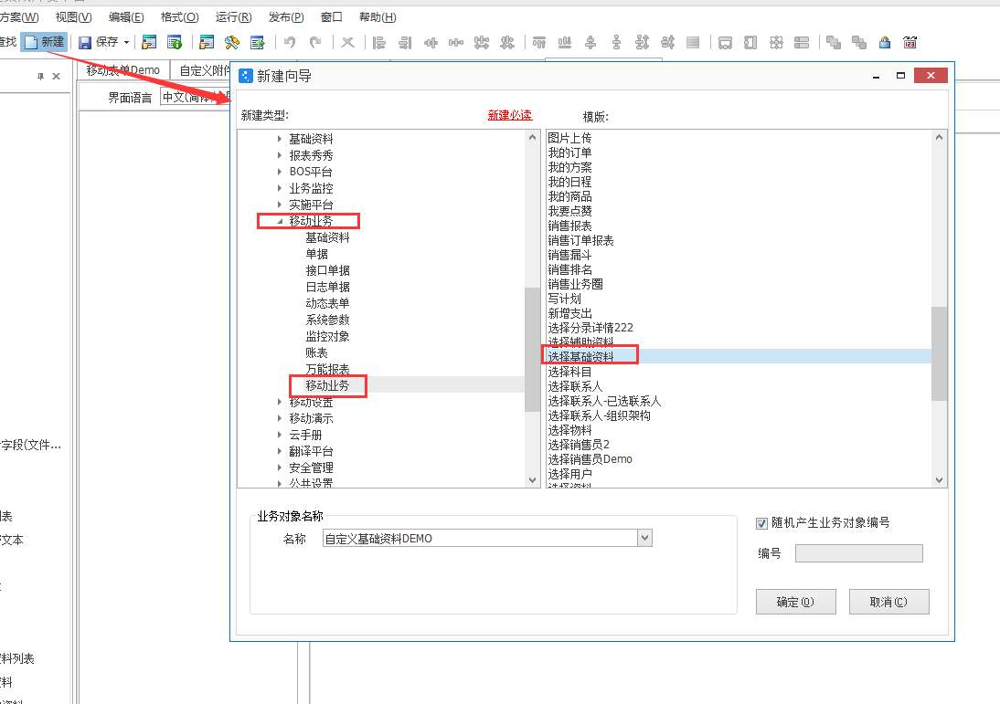 方案(W) 视图(V) 编辑(E) 格式(O) 运行(R) 发布(P) 窗口 帮助(H)
查找 新建 保存
移动表单Demo 自定义附件
界面语言 中文(简体
新建向导
新建类型: 新建必读 模版:
基础资料
报表秀秀
BOS平台
业务监控
实施平台
移动业务
基础资料
单据
接口单据
日志单据
动态表单
系统参数
监控对象
账表
万能报表
移动业务
移动设置
移动演示
云手册
翻译平台
安全管理
公共设置
图片上传
我的订单
我的方案
我的日程
我的商品
我要点赞
销售报表
销售订单报表
销售漏斗
销售排名
销售业务圈
写计划
新增支出
选择分录详情222
选择辅助资料
选择基础资料
选择科目
选择联系人
选择联系人-已选联系人
选择联系人-组织架构
选择物料
选择销售员2
选择销售员Demo
选择用户
选择资料
字段(文件...
列表
文本
资料列表
资料
业务对象名称
名称 自定义基础资料DEMO
随机产生业务对象编号
编号
确定(O) 取消(C)